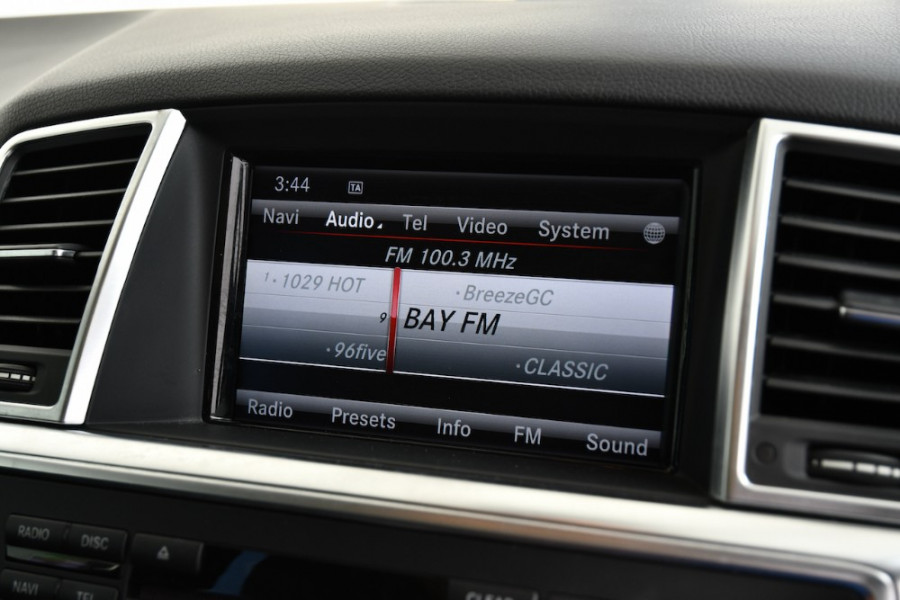 3:44 TA
Navi Audio Tel Video System
FM 100.3 MHz
1 · 1029 HOT · BreezeGC
9 BAY FM
· 96five · CLASSIC
Radio Presets Info FM Sound
RADIO DISC
NAVI TEL
CLEAR